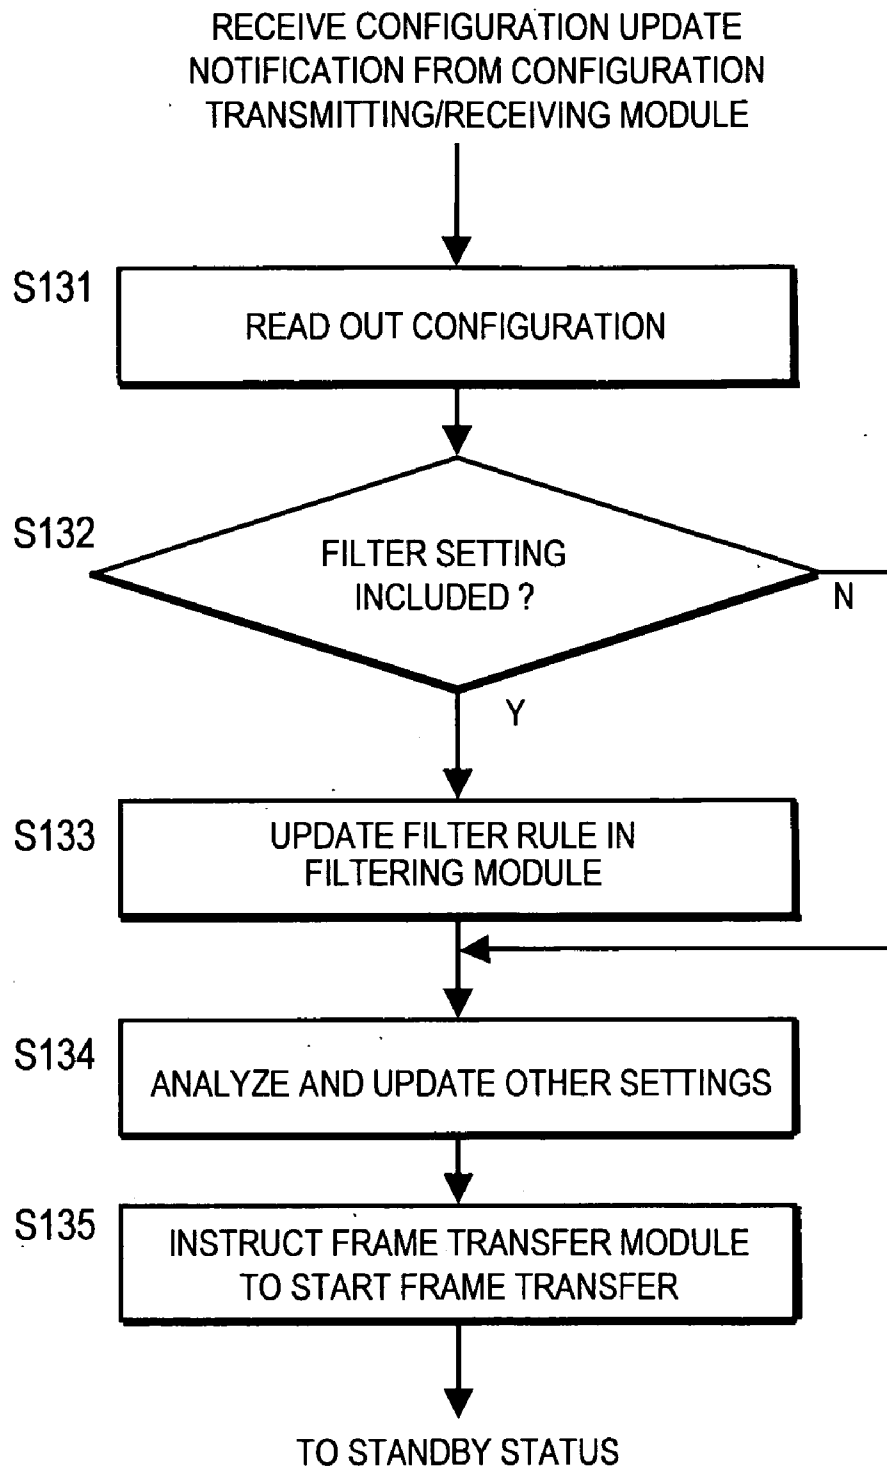 RECEIVE CONFIGURATION UPDATE
NOTIFICATION FROM CONFIGURATION
TRANSMITTING/RECEIVING MODULE
S131
READ OUT CONFIGURATION
S132
FILTER SETTING
INCLUDED ?
N
Y
S133
UPDATE FILTER RULE IN
FILTERING MODULE
S134
ANALYZE AND UPDATE OTHER SETTINGS
S135
INSTRUCT FRAME TRANSFER MODULE
TO START FRAME TRANSFER
TO STANDBY STATUS